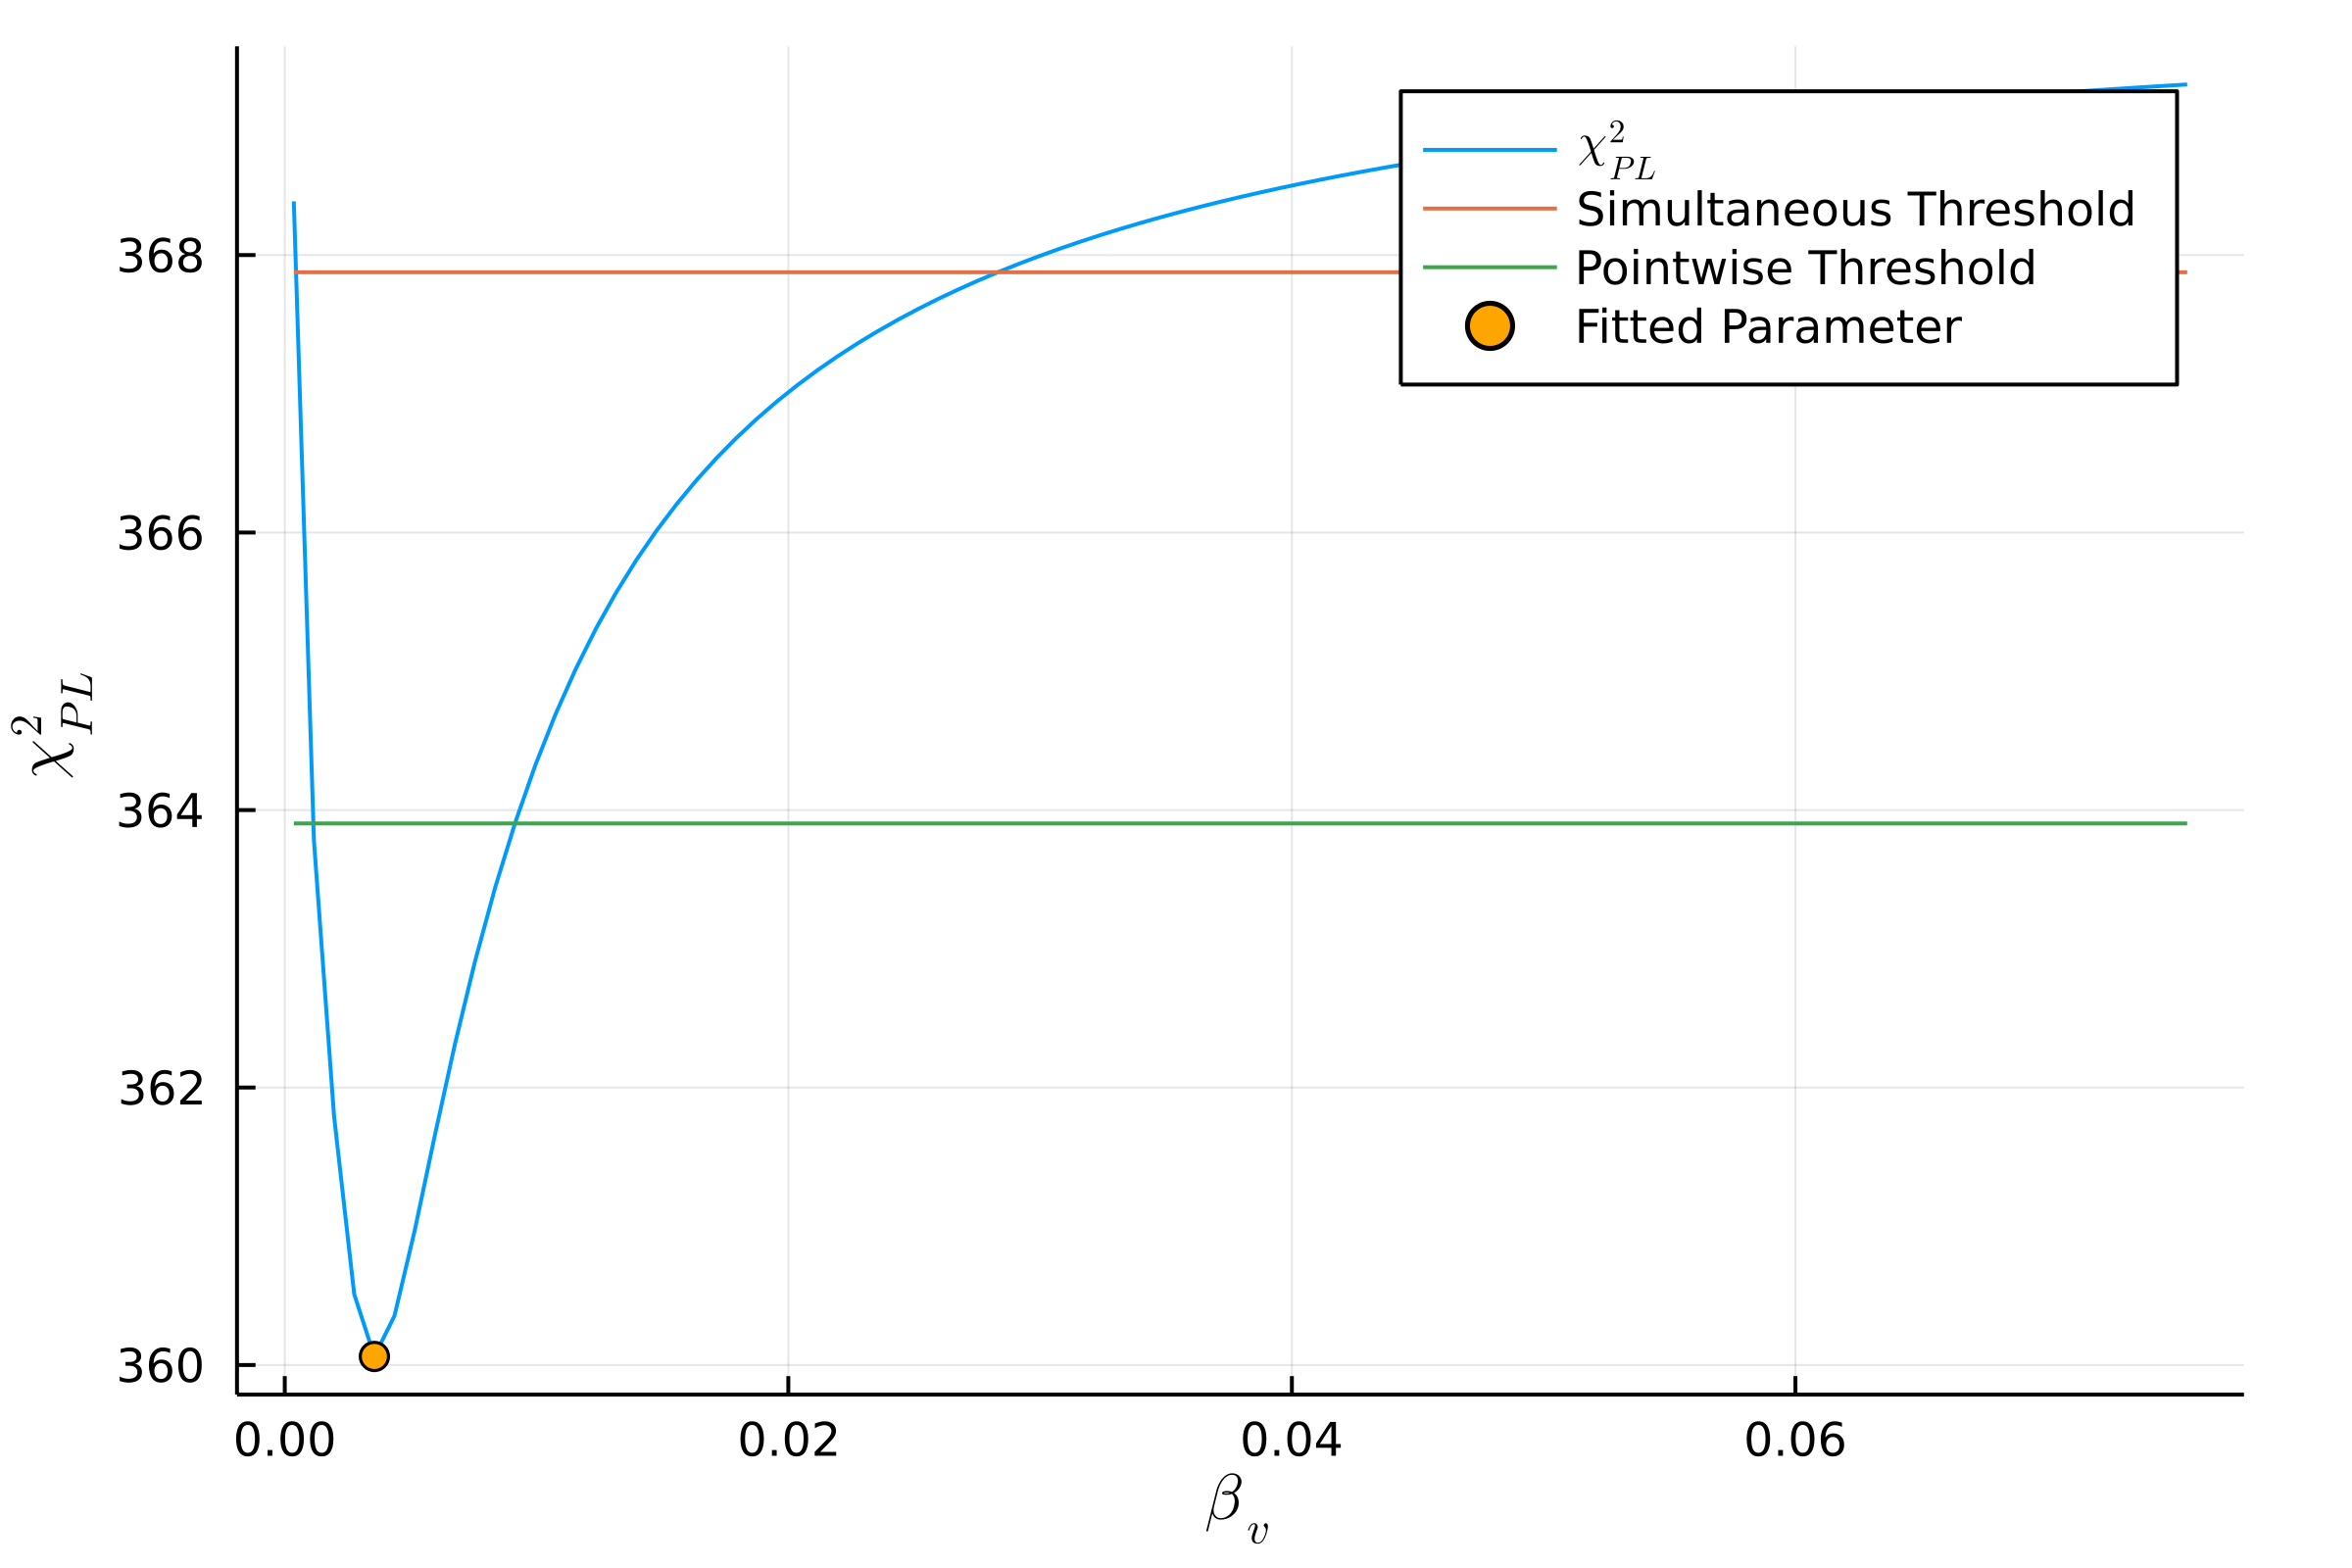 χ²_PL
Simultaneous Threshold
Pointwise Threshold
Fitted Parameter
368
366
364
362
360
χ²_PL
0.00 0.02 0.04 0.06
β_v